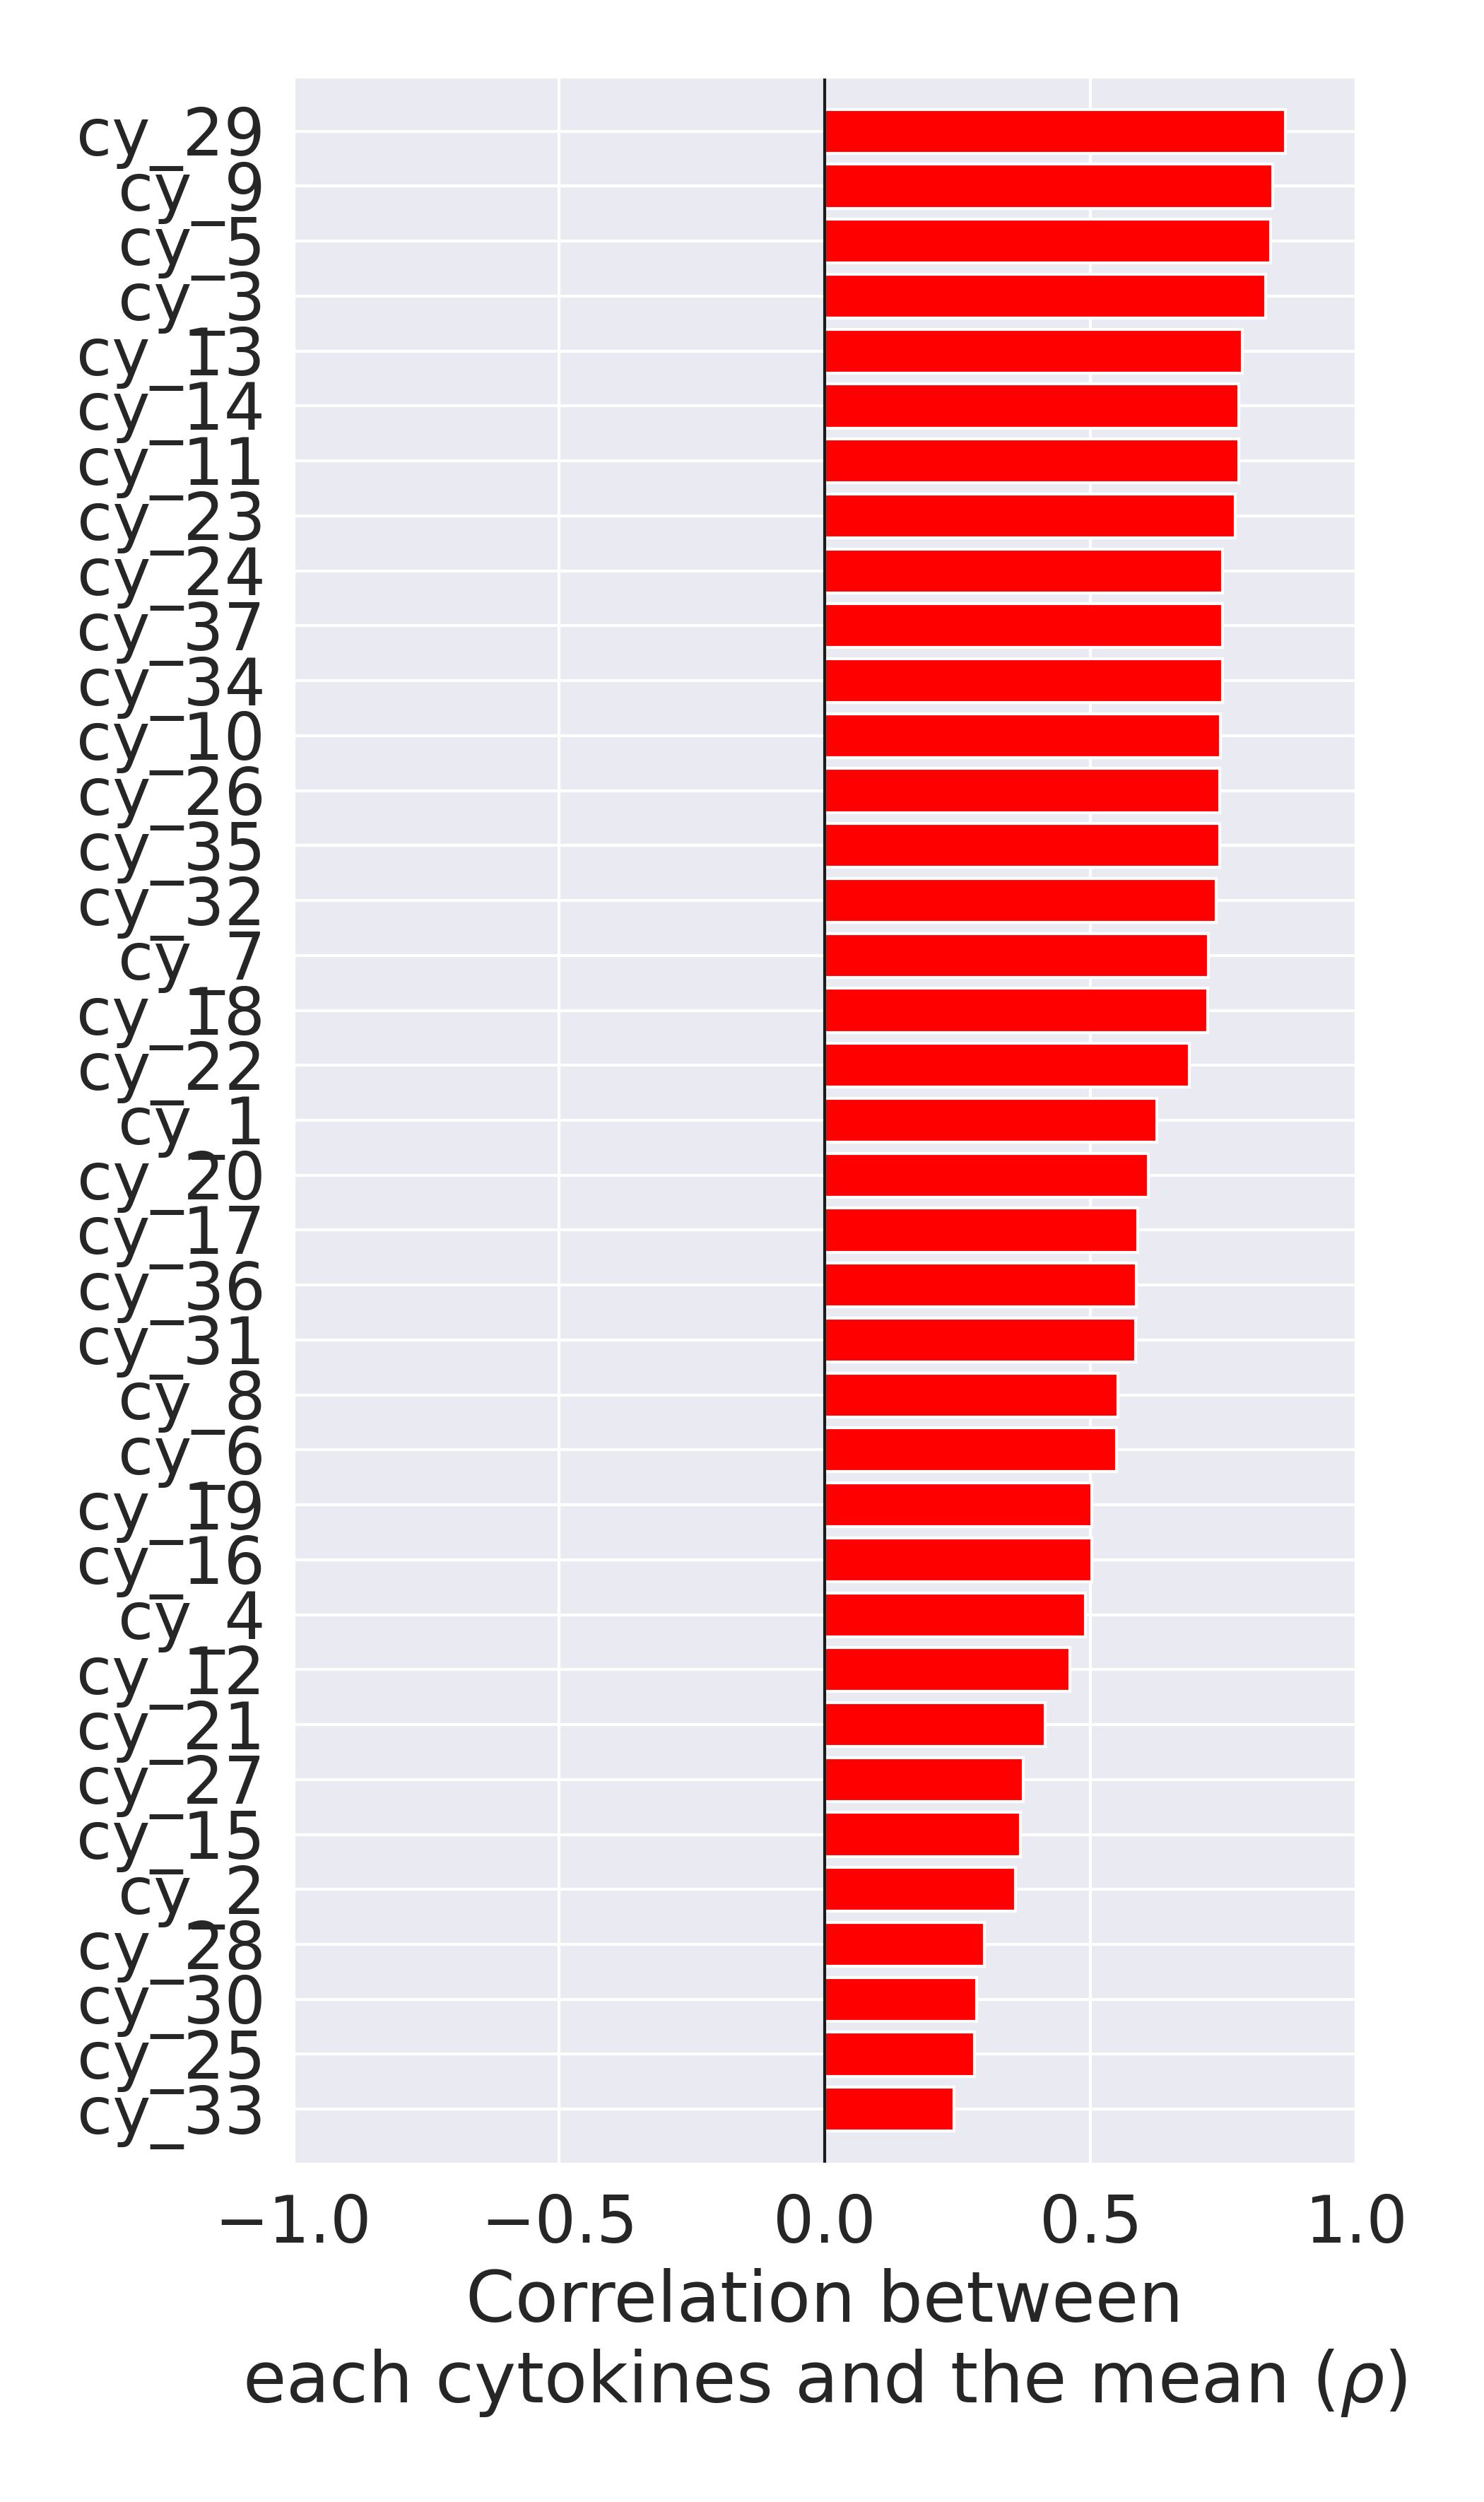 cy_29
cy_9
cy_5
cy_3
cy_13
cy_14
cy_11
cy_23
cy_24
cy_37
cy_34
cy_10
cy_26
cy_35
cy_32
cy_7
cy_18
cy_22
cy_1
cy_20
cy_17
cy_36
cy_31
cy_8
cy_6
cy_19
cy_16
cy_4
cy_12
cy_21
cy_27
cy_15
cy_2
cy_28
cy_30
cy_25
cy_33
−1.0 −0.5 0.0 0.5 1.0
Correlation between
each cytokines and the mean (ρ)